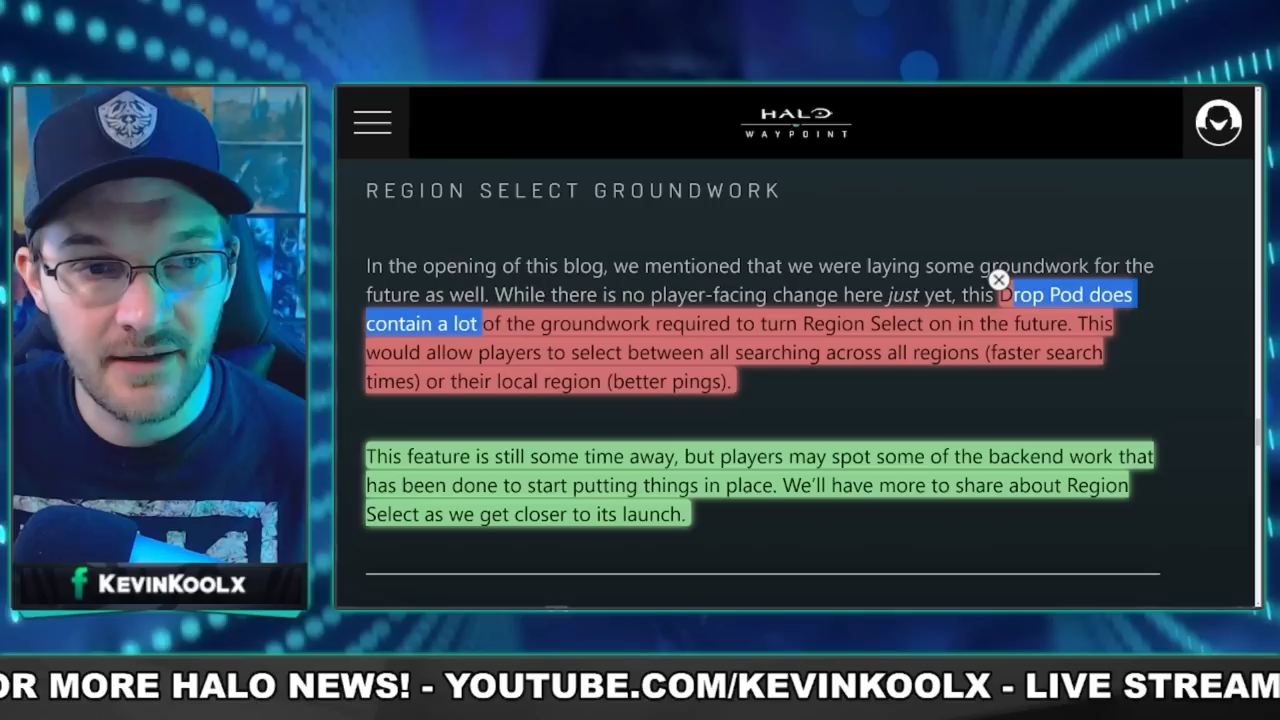 HALO
WAYPOINT
REGION SELECT GROUNDWORK
In the opening of this blog, we mentioned that we were laying some groundwork for the
future as well. While there is no player-facing change here just yet, this Drop Pod does
contain a lot of the groundwork required to turn Region Select on in the future. This
would allow players to select between all searching across all regions (faster search
times) or their local region (better pings).
This feature is still some time away, but players may spot some of the backend work that
has been done to start putting things in place. We'll have more to share about Region
Select as we get closer to its launch.
f KEVINKOOLX
OR MORE HALO NEWS! - YOUTUBE.COM/KEVINKOOLX - LIVE STREAM